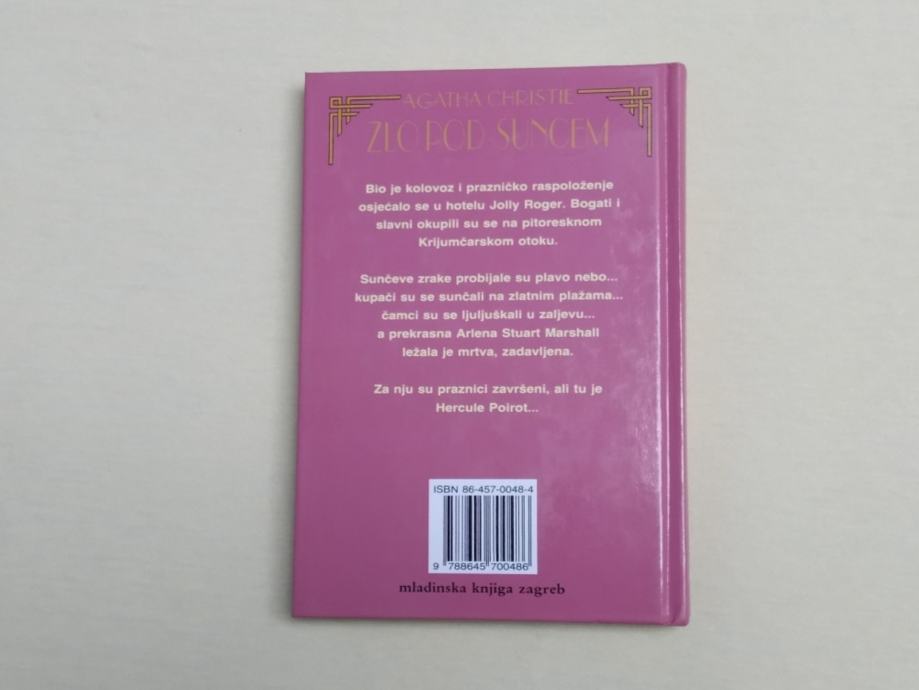 AGATHA CHRISTIE
ZLO POD SUNCEM
Bio je kolovoz i prazničko raspoloženje
osjećalo se u hotelu Jolly Roger. Bogati i
slavni okupili su se na pitoresknom
Krijumčarskom otoku.
Sunčeve zrake probijale su plavo nebo...
kupači su se sunčali na zlatnim plažama...
čamci su se ljuljuškali u zaljevu...
a prekrasna Arlena Stuart Marshall
ležala je mrtva, zadavljena.
Za nju su praznici završeni, ali tu je
Hercule Poirot...
ISBN 86-457-0048-4
9 788645 700486
mladinska knjiga zagreb